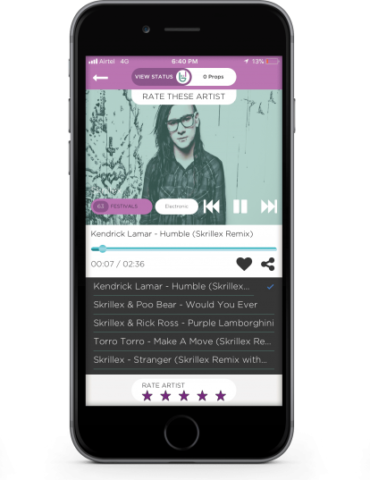 Airtel 4G 6:40 PM 13%
VIEW STATUS 0 Props
RATE THESE ARTIST
FESTIVALS Electronic
Kendrick Lamar - Humble (Skrillex Remix)
00:07 / 02:36
Kendrick Lamar - Humble (Skrillex...
Skrillex & Poo Bear - Would You Ever
Skrillex & Rick Ross - Purple Lamborghini
Torro Torro - Make A Move (Skrillex Re...
Skrillex - Stranger (Skrillex Remix with...
RATE ARTIST